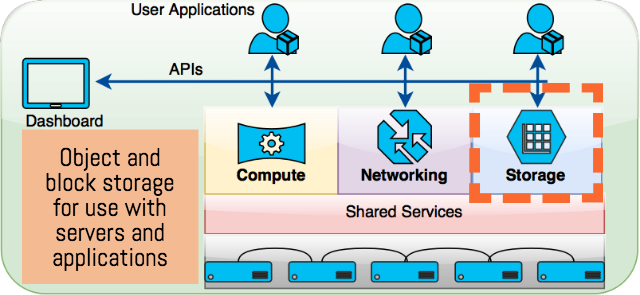 User Applications
APIs
Dashboard
Object and
block storage
for use with
servers and
applications
Compute
Networking
Storage
Shared Services